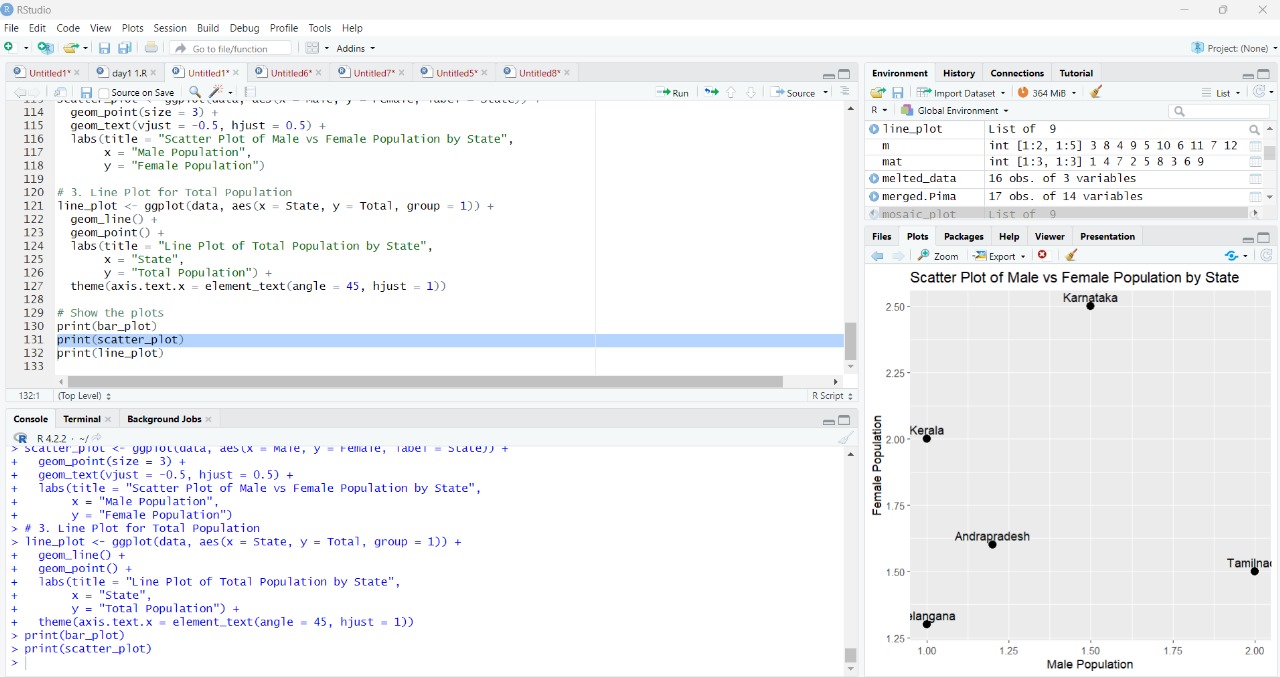 RStudio
File Edit Code View Plots Session Build Debug Profile Tools Help
Go to file/function Addins Project: (None)
Untitled1* day1 1.R Untitled1* Untitled6* Untitled7* Untitled5* Untitled8*
Source on Save Run Source
114 geom_point(size = 3) +
115 geom_text(vjust = -0.5, hjust = 0.5) +
116 labs(title = "Scatter Plot of Male vs Female Population by State",
117 x = "Male Population",
118 y = "Female Population")
119
120 # 3. Line Plot for Total Population
121 line_plot <- ggplot(data, aes(x = State, y = Total, group = 1)) +
122 geom_line() +
123 geom_point() +
124 labs(title = "Line Plot of Total Population by State",
125 x = "State",
126 y = "Total Population") +
127 theme(axis.text.x = element_text(angle = 45, hjust = 1))
128
129 # Show the plots
130 print(bar_plot)
131 print(scatter_plot)
132 print(line_plot)
133
132:1 (Top Level) R Script
Console Terminal Background Jobs
R 4.2.2 · ~/
> scatter_plot <- ggplot(data, aes(x = Male, y = Female, label = State)) +
+ geom_point(size = 3) +
+ geom_text(vjust = -0.5, hjust = 0.5) +
+ labs(title = "Scatter Plot of Male vs Female Population by State",
+ x = "Male Population",
+ y = "Female Population")
> # 3. Line Plot for Total Population
> line_plot <- ggplot(data, aes(x = State, y = Total, group = 1)) +
+ geom_line() +
+ geom_point() +
+ labs(title = "Line Plot of Total Population by State",
+ x = "State",
+ y = "Total Population") +
+ theme(axis.text.x = element_text(angle = 45, hjust = 1))
> print(bar_plot)
> print(scatter_plot)
>
Environment History Connections Tutorial
Import Dataset 364 MiB List
R Global Environment
line_plot List of 9
m int [1:2, 1:5] 3 8 4 9 5 10 6 11 7 12
mat int [1:3, 1:3] 1 4 7 2 5 8 3 6 9
melted_data 16 obs. of 3 variables
merged.Pima 17 obs. of 14 variables
mosaic_plot List of 9
Files Plots Packages Help Viewer Presentation
Zoom Export
Scatter Plot of Male vs Female Population by State
Karnataka
2.50
2.25
Kerala
2.00
1.75
Andrapradesh
Tamilnac
1.50
elangana
1.25
Female Population
1.00 1.25 1.50 1.75 2.00
Male Population